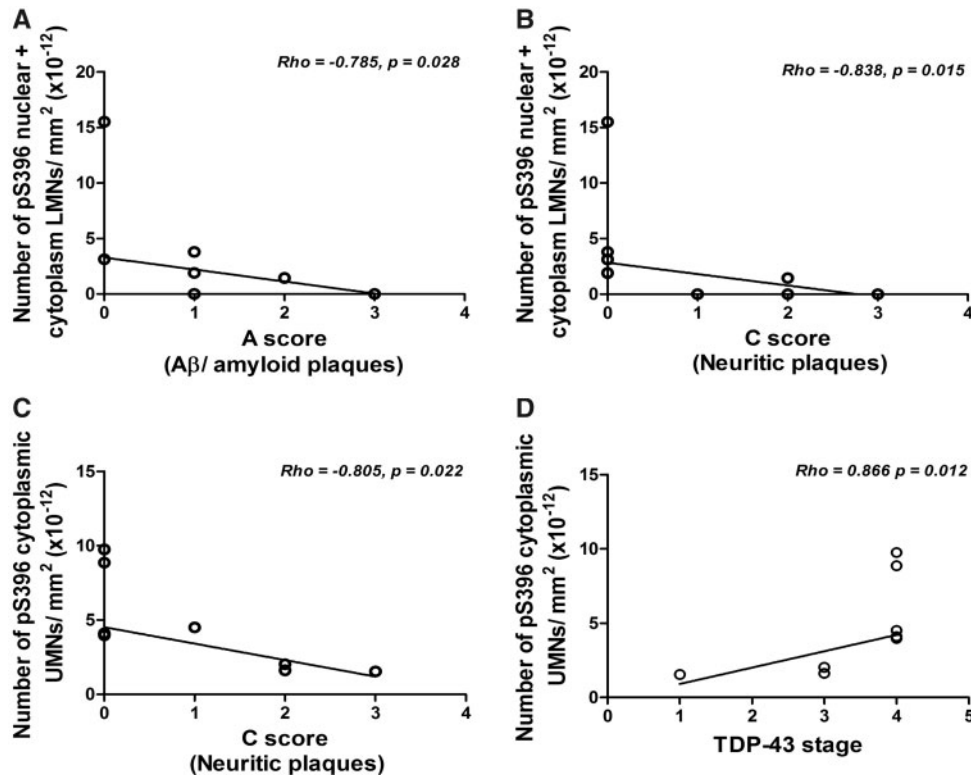 A
Rho = -0.785, p = 0.028
Number of pS396 nuclear +
cytoplasm LMNs/ mm² (x10⁻¹²)
20
15
10
5
0
0 1 2 3 4
A score
(Aβ/ amyloid plaques)
B
Rho = -0.838, p = 0.015
Number of pS396 nuclear +
cytoplasm LMNs/ mm² (x10⁻¹²)
20
15
10
5
0
0 1 2 3 4
C score
(Neuritic plaques)
C
Rho = -0.805, p = 0.022
Number of pS396 cytoplasmic
UMNs/ mm² (x10⁻¹²)
15
10
5
0
0 1 2 3 4
C score
(Neuritic plaques)
D
Rho = 0.866 p = 0.012
Number of pS396 cytoplasmic
UMNs/ mm² (x10⁻¹²)
15
10
5
0
0 1 2 3 4 5
TDP-43 stage